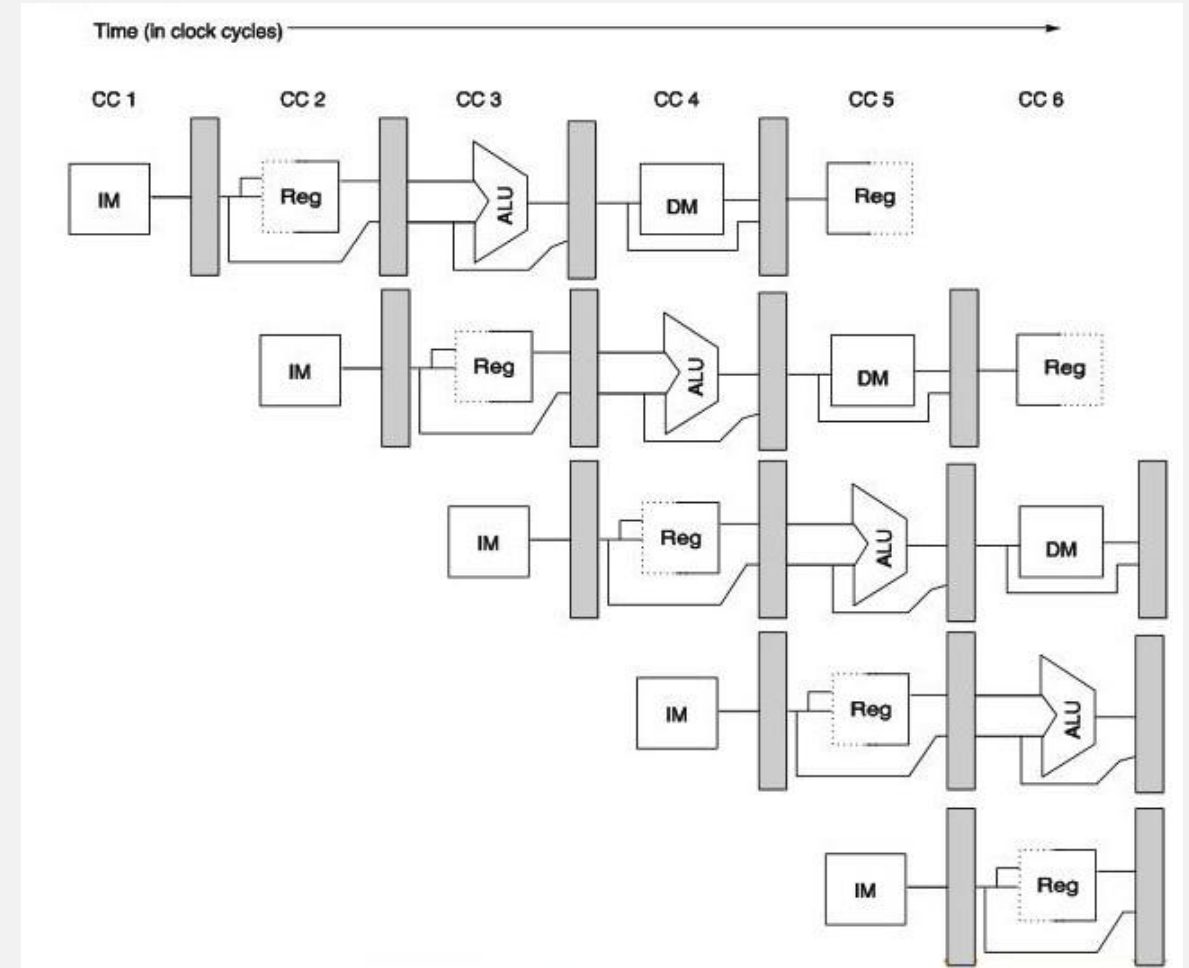 Time (in clock cycles)
CC 1 CC 2 CC 3 CC 4 CC 5 CC 6
IM Reg ALU DM Reg
IM Reg ALU DM Reg
IM Reg ALU DM
IM Reg ALU
IM Reg